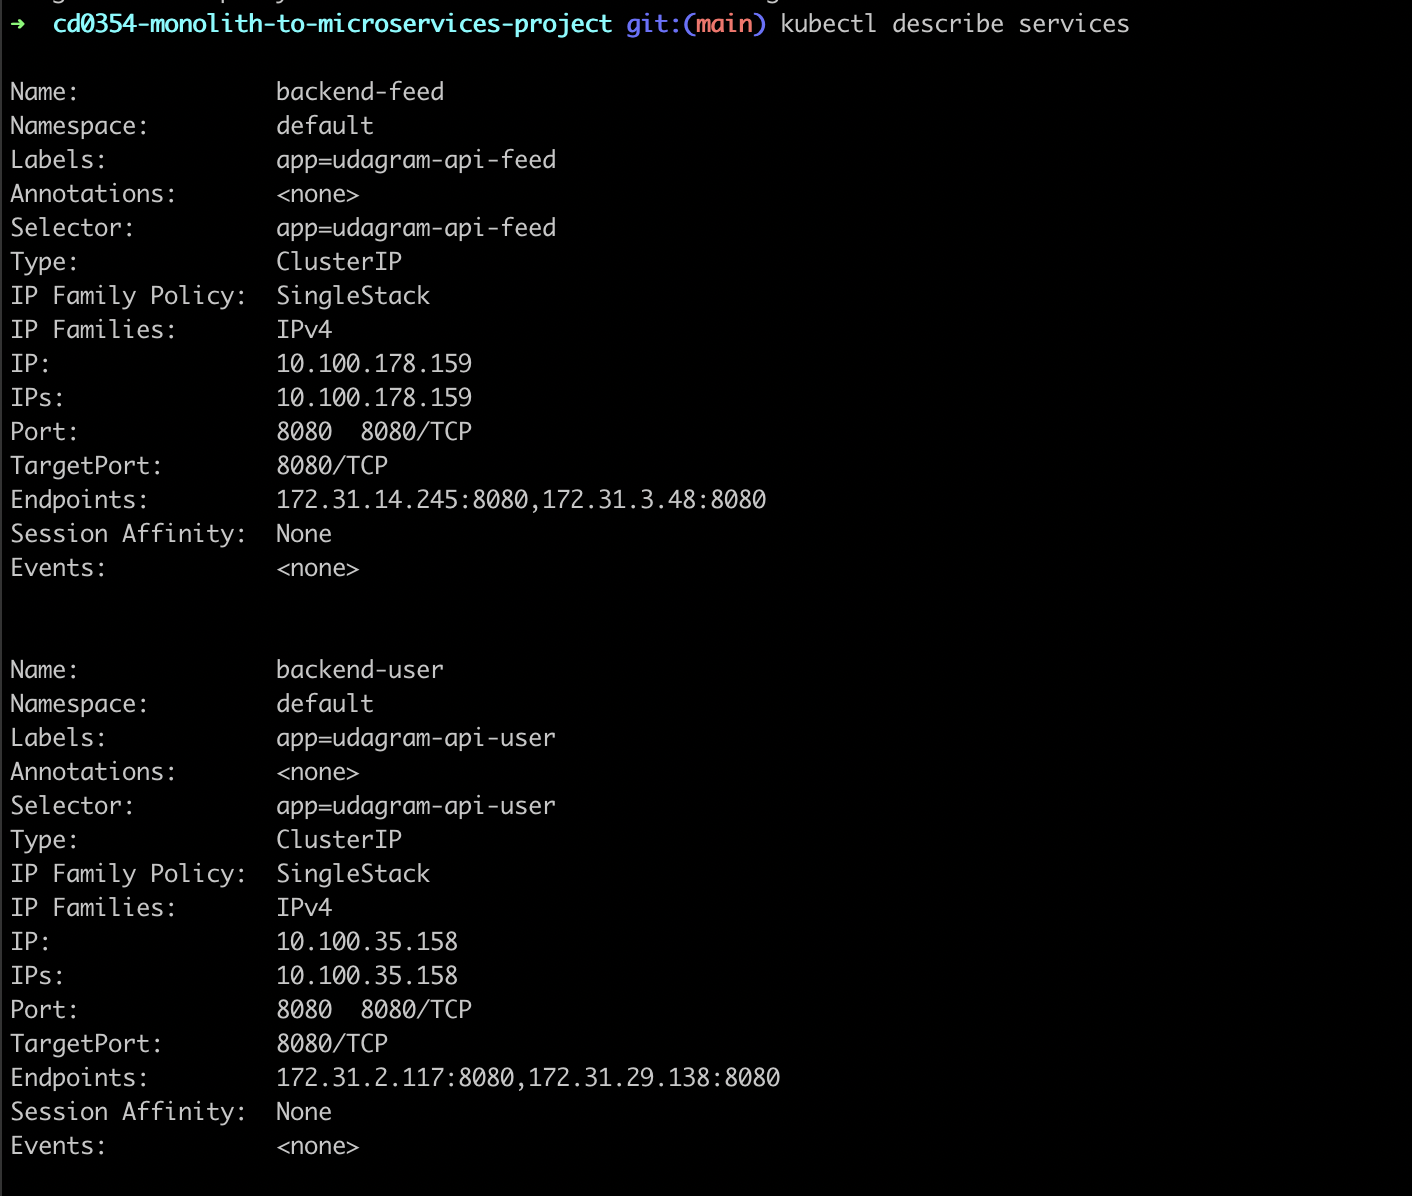 ➜  cd0354-monolith-to-microservices-project git:(main) kubectl describe services
Name:              backend-feed
Namespace:         default
Labels:            app=udagram-api-feed
Annotations:       <none>
Selector:          app=udagram-api-feed
Type:              ClusterIP
IP Family Policy:  SingleStack
IP Families:       IPv4
IP:                10.100.178.159
IPs:               10.100.178.159
Port:              8080  8080/TCP
TargetPort:        8080/TCP
Endpoints:         172.31.14.245:8080,172.31.3.48:8080
Session Affinity:  None
Events:            <none>
Name:              backend-user
Namespace:         default
Labels:            app=udagram-api-user
Annotations:       <none>
Selector:          app=udagram-api-user
Type:              ClusterIP
IP Family Policy:  SingleStack
IP Families:       IPv4
IP:                10.100.35.158
IPs:               10.100.35.158
Port:              8080  8080/TCP
TargetPort:        8080/TCP
Endpoints:         172.31.2.117:8080,172.31.29.138:8080
Session Affinity:  None
Events:            <none>